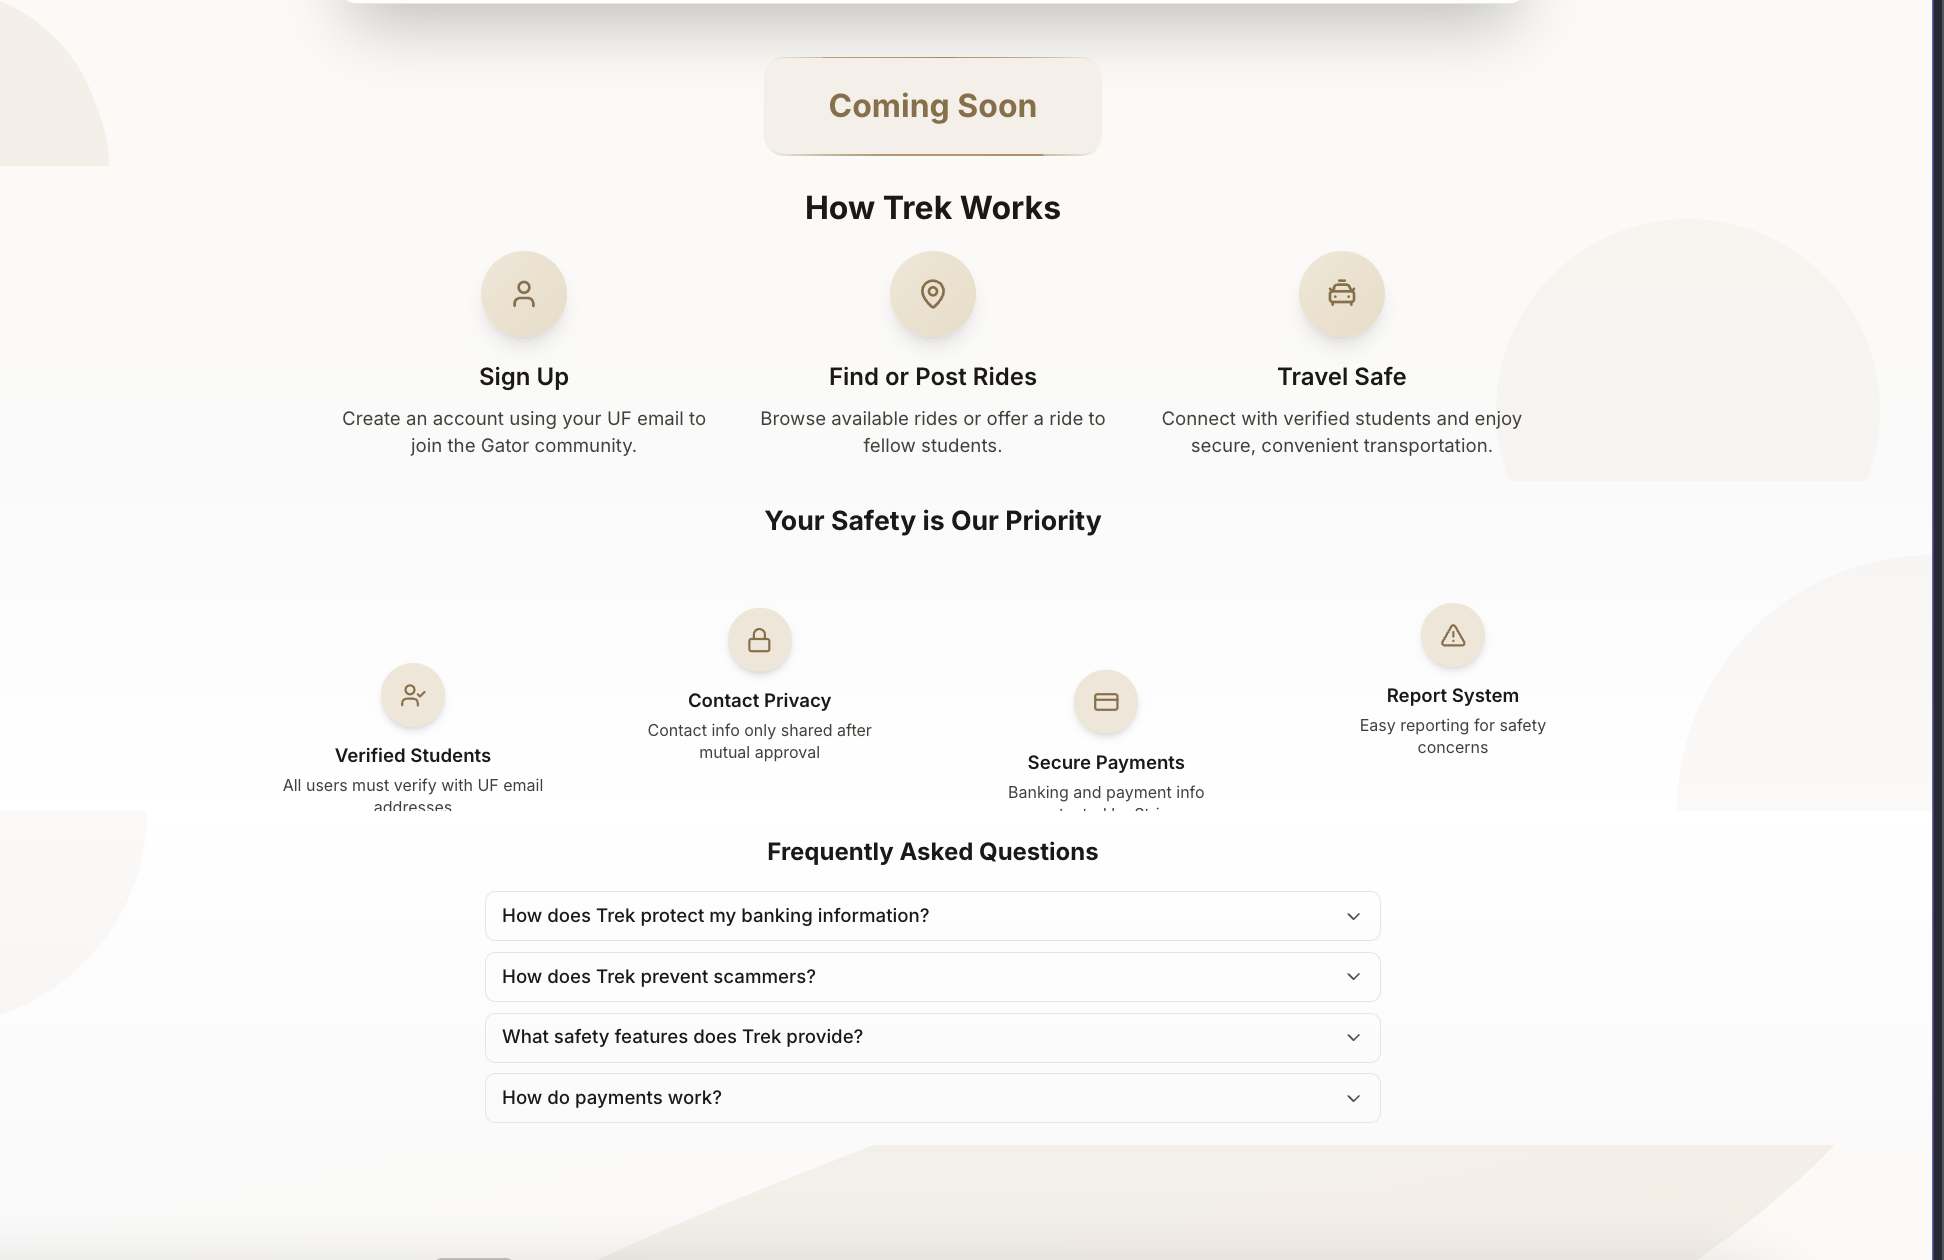 Coming Soon
How Trek Works
Sign Up
Create an account using your UF email to
join the Gator community.
Find or Post Rides
Browse available rides or offer a ride to
fellow students.
Travel Safe
Connect with verified students and enjoy
secure, convenient transportation.
Your Safety is Our Priority
Verified Students
All users must verify with UF email
addresses
Contact Privacy
Contact info only shared after
mutual approval
Secure Payments
Banking and payment info
Report System
Easy reporting for safety
concerns
Frequently Asked Questions
How does Trek protect my banking information?
How does Trek prevent scammers?
What safety features does Trek provide?
How do payments work?